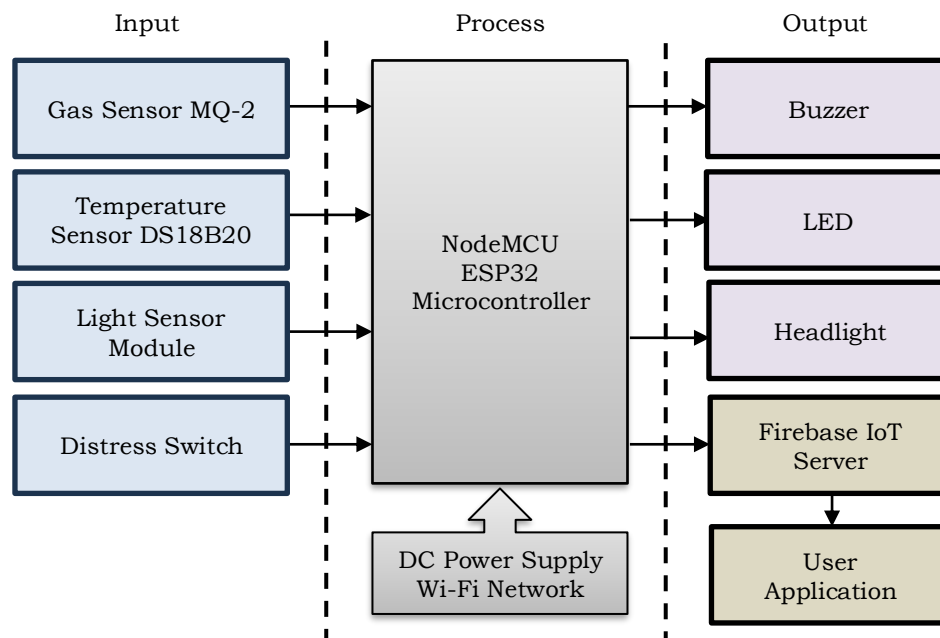 Input
Process
Output
Gas Sensor MQ-2
Temperature
Sensor DS18B20
Light Sensor
Module
Distress Switch
NodeMCU
ESP32
Microcontroller
DC Power Supply
Wi-Fi Network
Buzzer
LED
Headlight
Firebase IoT
Server
User
Application